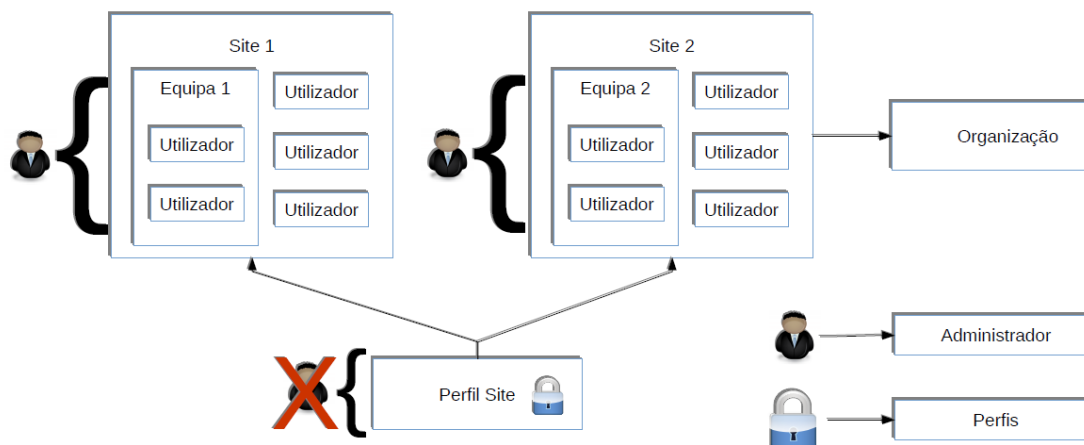 Site 1
Site 2
Equipa 1
Utilizador
Equipa 2
Utilizador
Utilizador
Utilizador
Utilizador
Utilizador
Organização
Utilizador
Utilizador
Utilizador
Utilizador
Perfil Site
Administrador
Perfis